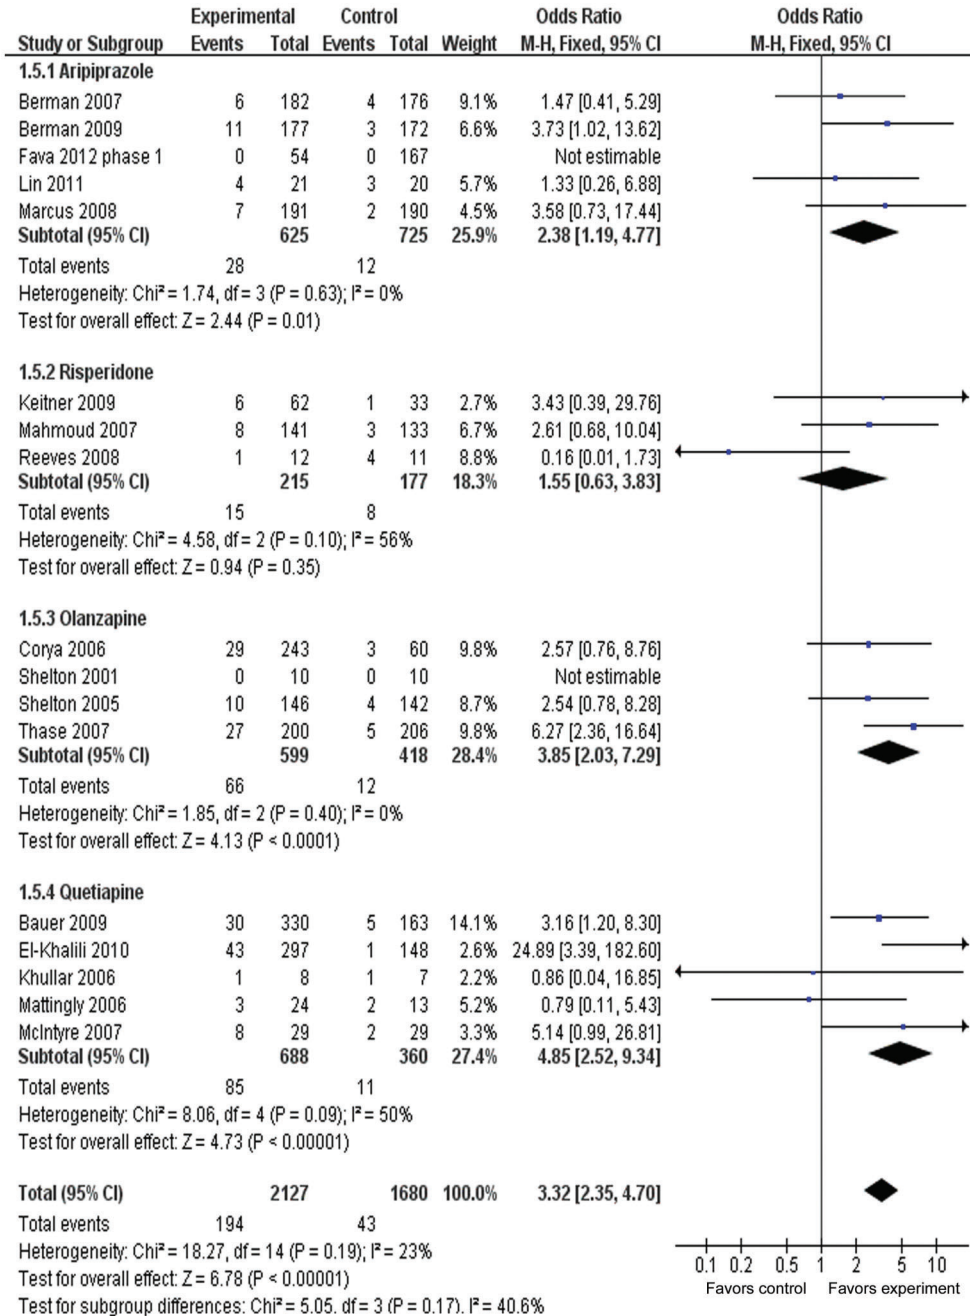 Experimental Control Odds Ratio Odds Ratio
Study or Subgroup Events Total Events Total Weight M-H, Fixed, 95% CI M-H, Fixed, 95% CI
1.5.1 Aripiprazole
Berman 2007 6 182 4 176 9.1% 1.47 [0.41, 5.29]
Berman 2009 11 177 3 172 6.6% 3.73 [1.02, 13.62]
Fava 2012 phase 1 0 54 0 167 Not estimable
Lin 2011 4 21 3 20 5.7% 1.33 [0.26, 6.88]
Marcus 2008 7 191 2 190 4.5% 3.58 [0.73, 17.44]
Subtotal (95% CI) 625 725 25.9% 2.38 [1.19, 4.77]
Total events 28 12
Heterogeneity: Chi² = 1.74, df = 3 (P = 0.63); I² = 0%
Test for overall effect: Z = 2.44 (P = 0.01)
1.5.2 Risperidone
Keitner 2009 6 62 1 33 2.7% 3.43 [0.39, 29.76]
Mahmoud 2007 8 141 3 133 6.7% 2.61 [0.68, 10.04]
Reeves 2008 1 12 4 11 8.8% 0.16 [0.01, 1.73]
Subtotal (95% CI) 215 177 18.3% 1.55 [0.63, 3.83]
Total events 15 8
Heterogeneity: Chi² = 4.58, df = 2 (P = 0.10); I² = 56%
Test for overall effect: Z = 0.94 (P = 0.35)
1.5.3 Olanzapine
Corya 2006 29 243 3 60 9.8% 2.57 [0.76, 8.76]
Shelton 2001 0 10 0 10 Not estimable
Shelton 2005 10 146 4 142 8.7% 2.54 [0.78, 8.28]
Thase 2007 27 200 5 206 9.8% 6.27 [2.36, 16.64]
Subtotal (95% CI) 599 418 28.4% 3.85 [2.03, 7.29]
Total events 66 12
Heterogeneity: Chi² = 1.85, df = 2 (P = 0.40); I² = 0%
Test for overall effect: Z = 4.13 (P < 0.0001)
1.5.4 Quetiapine
Bauer 2009 30 330 5 163 14.1% 3.16 [1.20, 8.30]
El-Khalili 2010 43 297 1 148 2.6% 24.89 [3.39, 182.60]
Khullar 2006 1 8 1 7 2.2% 0.86 [0.04, 16.85]
Mattingly 2006 3 24 2 13 5.2% 0.79 [0.11, 5.43]
McIntyre 2007 8 29 2 29 3.3% 5.14 [0.99, 26.81]
Subtotal (95% CI) 688 360 27.4% 4.85 [2.52, 9.34]
Total events 85 11
Heterogeneity: Chi² = 8.06, df = 4 (P = 0.09); I² = 50%
Test for overall effect: Z = 4.73 (P < 0.00001)
Total (95% CI) 2127 1680 100.0% 3.32 [2.35, 4.70]
Total events 194 43
Heterogeneity: Chi² = 18.27, df = 14 (P = 0.19); I² = 23%
Test for overall effect: Z = 6.78 (P < 0.00001)
Test for subgroup differences: Chi² = 5.05, df = 3 (P = 0.17), I² = 40.6%
0.1 0.2 0.5 1 2 5 10
Favors control Favors experiment